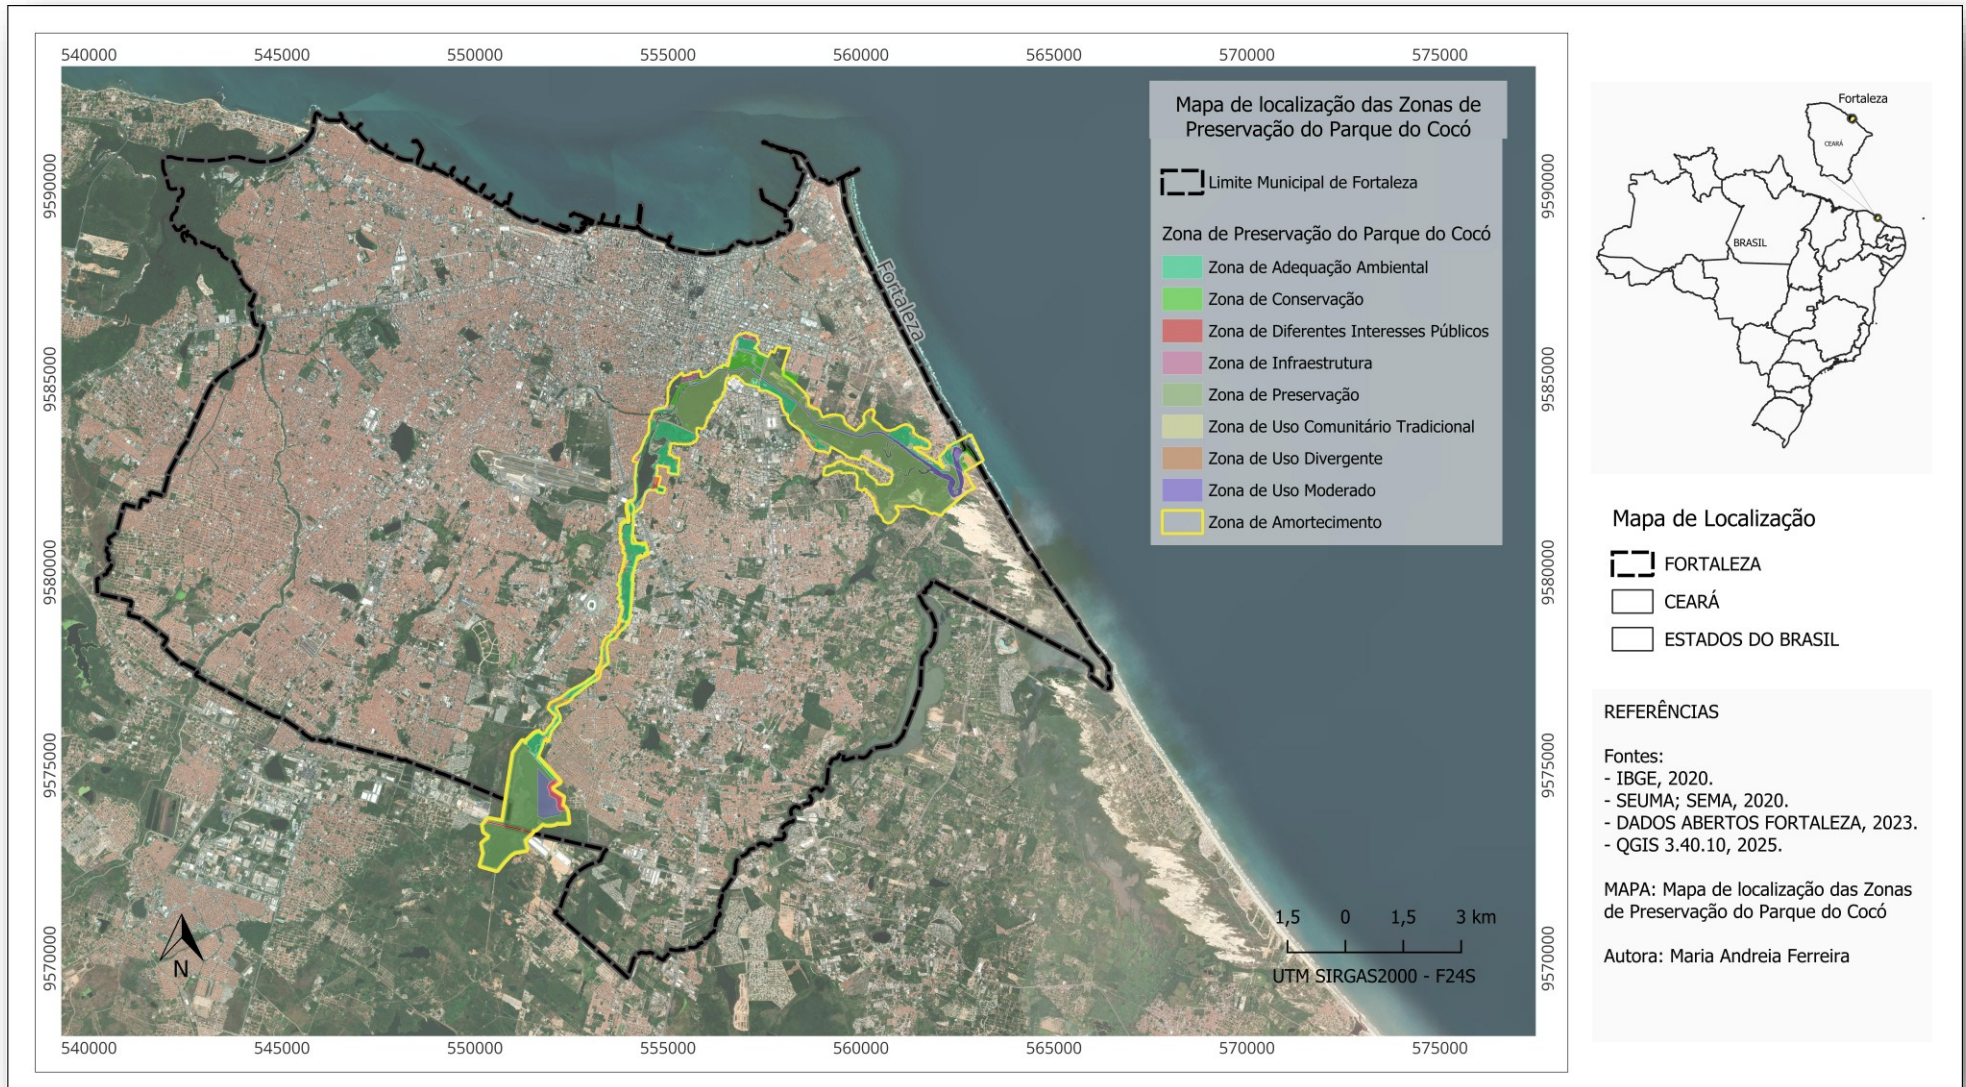 540000 545000 550000 555000 560000 565000 570000 575000
9590000
9585000
9580000
9575000
9570000
Fortaleza
Mapa de localização das Zonas de
Preservação do Parque do Cocó
Limite Municipal de Fortaleza
Zona de Preservação do Parque do Cocó
Zona de Adequação Ambiental
Zona de Conservação
Zona de Diferentes Interesses Públicos
Zona de Infraestrutura
Zona de Preservação
Zona de Uso Comunitário Tradicional
Zona de Uso Divergente
Zona de Uso Moderado
Zona de Amortecimento
N
1,5 0 1,5 3 km
UTM SIRGAS2000 - F24S
9590000
9585000
9580000
9575000
9570000
540000 545000 550000 555000 560000 565000 570000 575000
Fortaleza
CEARÁ
BRASIL
Mapa de Localização
FORTALEZA
CEARÁ
ESTADOS DO BRASIL
REFERÊNCIAS
Fontes:
- IBGE, 2020.
- SEUMA; SEMA, 2020.
- DADOS ABERTOS FORTALEZA, 2023.
- QGIS 3.40.10, 2025.
MAPA: Mapa de localização das Zonas
de Preservação do Parque do Cocó
Autora: Maria Andreia Ferreira